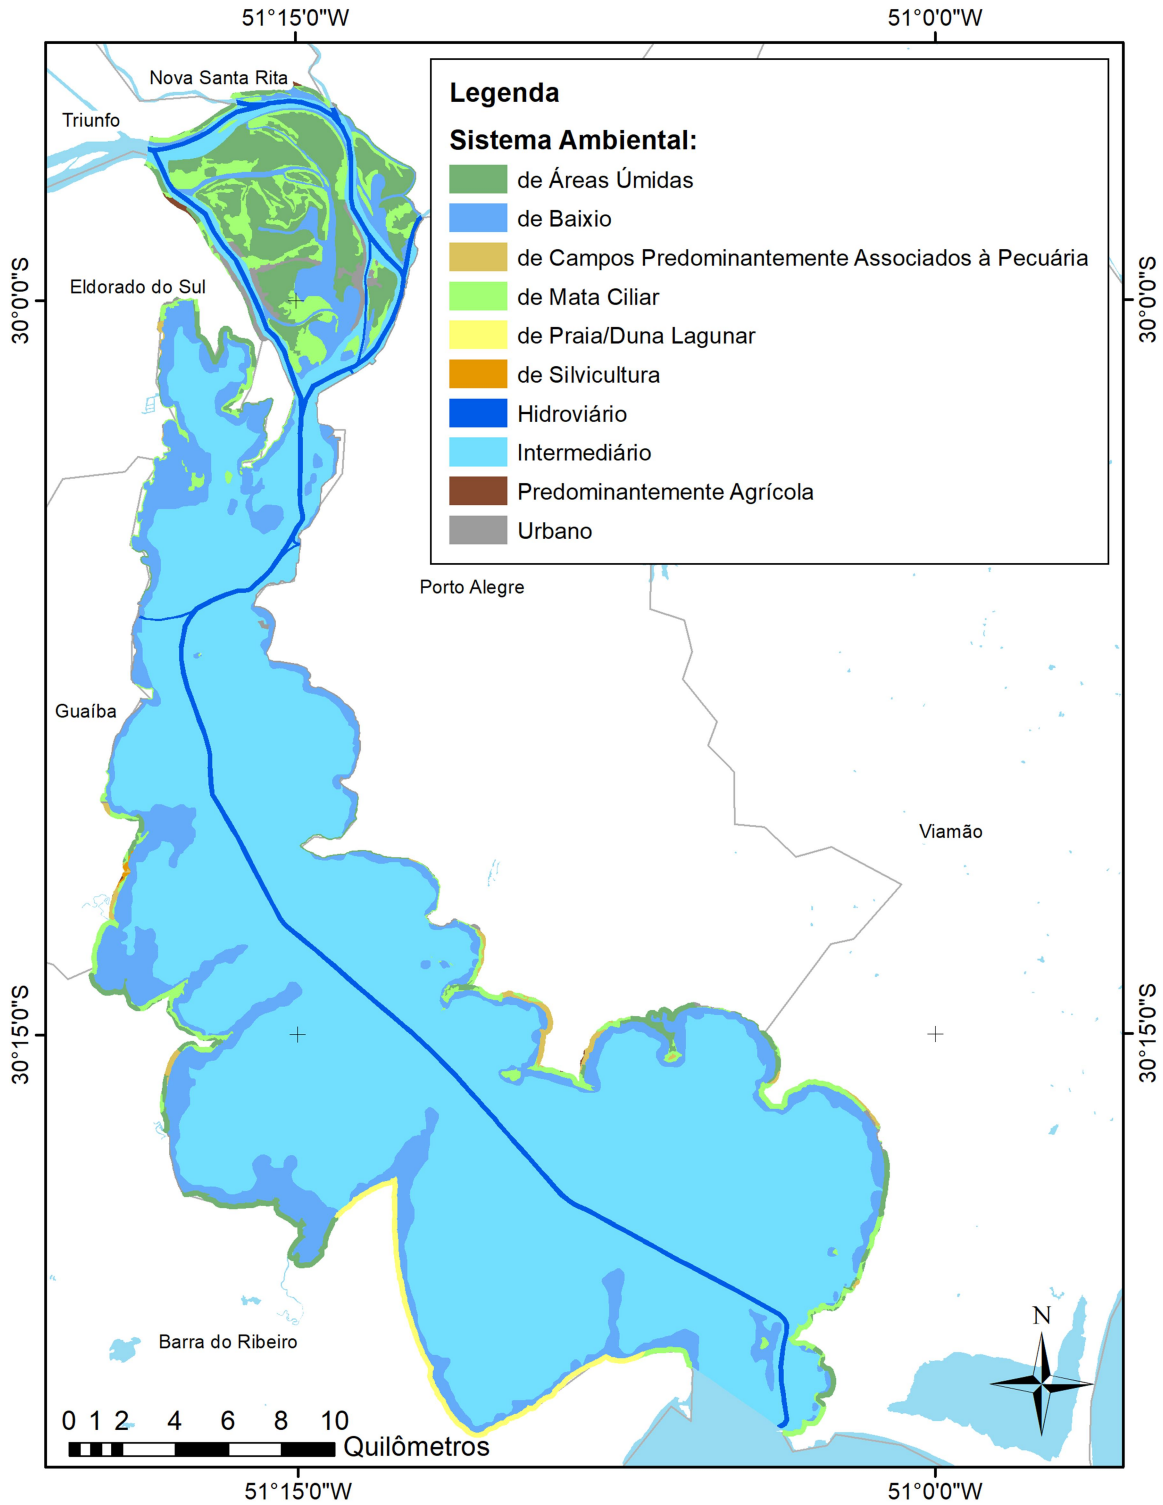 51°15'0"W
51°0'0"W
Nova Santa Rita
Triunfo
Legenda
Sistema Ambiental:
de Áreas Úmidas
de Baixio
de Campos Predominantemente Associados à Pecuária
de Mata Ciliar
de Praia/Duna Lagunar
de Silvicultura
Hidroviário
Intermediário
Predominantemente Agrícola
Urbano
30°0'0"S
30°0'0"S
Eldorado do Sul
Porto Alegre
Guaíba
Viamão
30°15'0"S
30°15'0"S
N
Barra do Ribeiro
0 1 2 4 6 8 10
Quilômetros
51°15'0"W
51°0'0"W